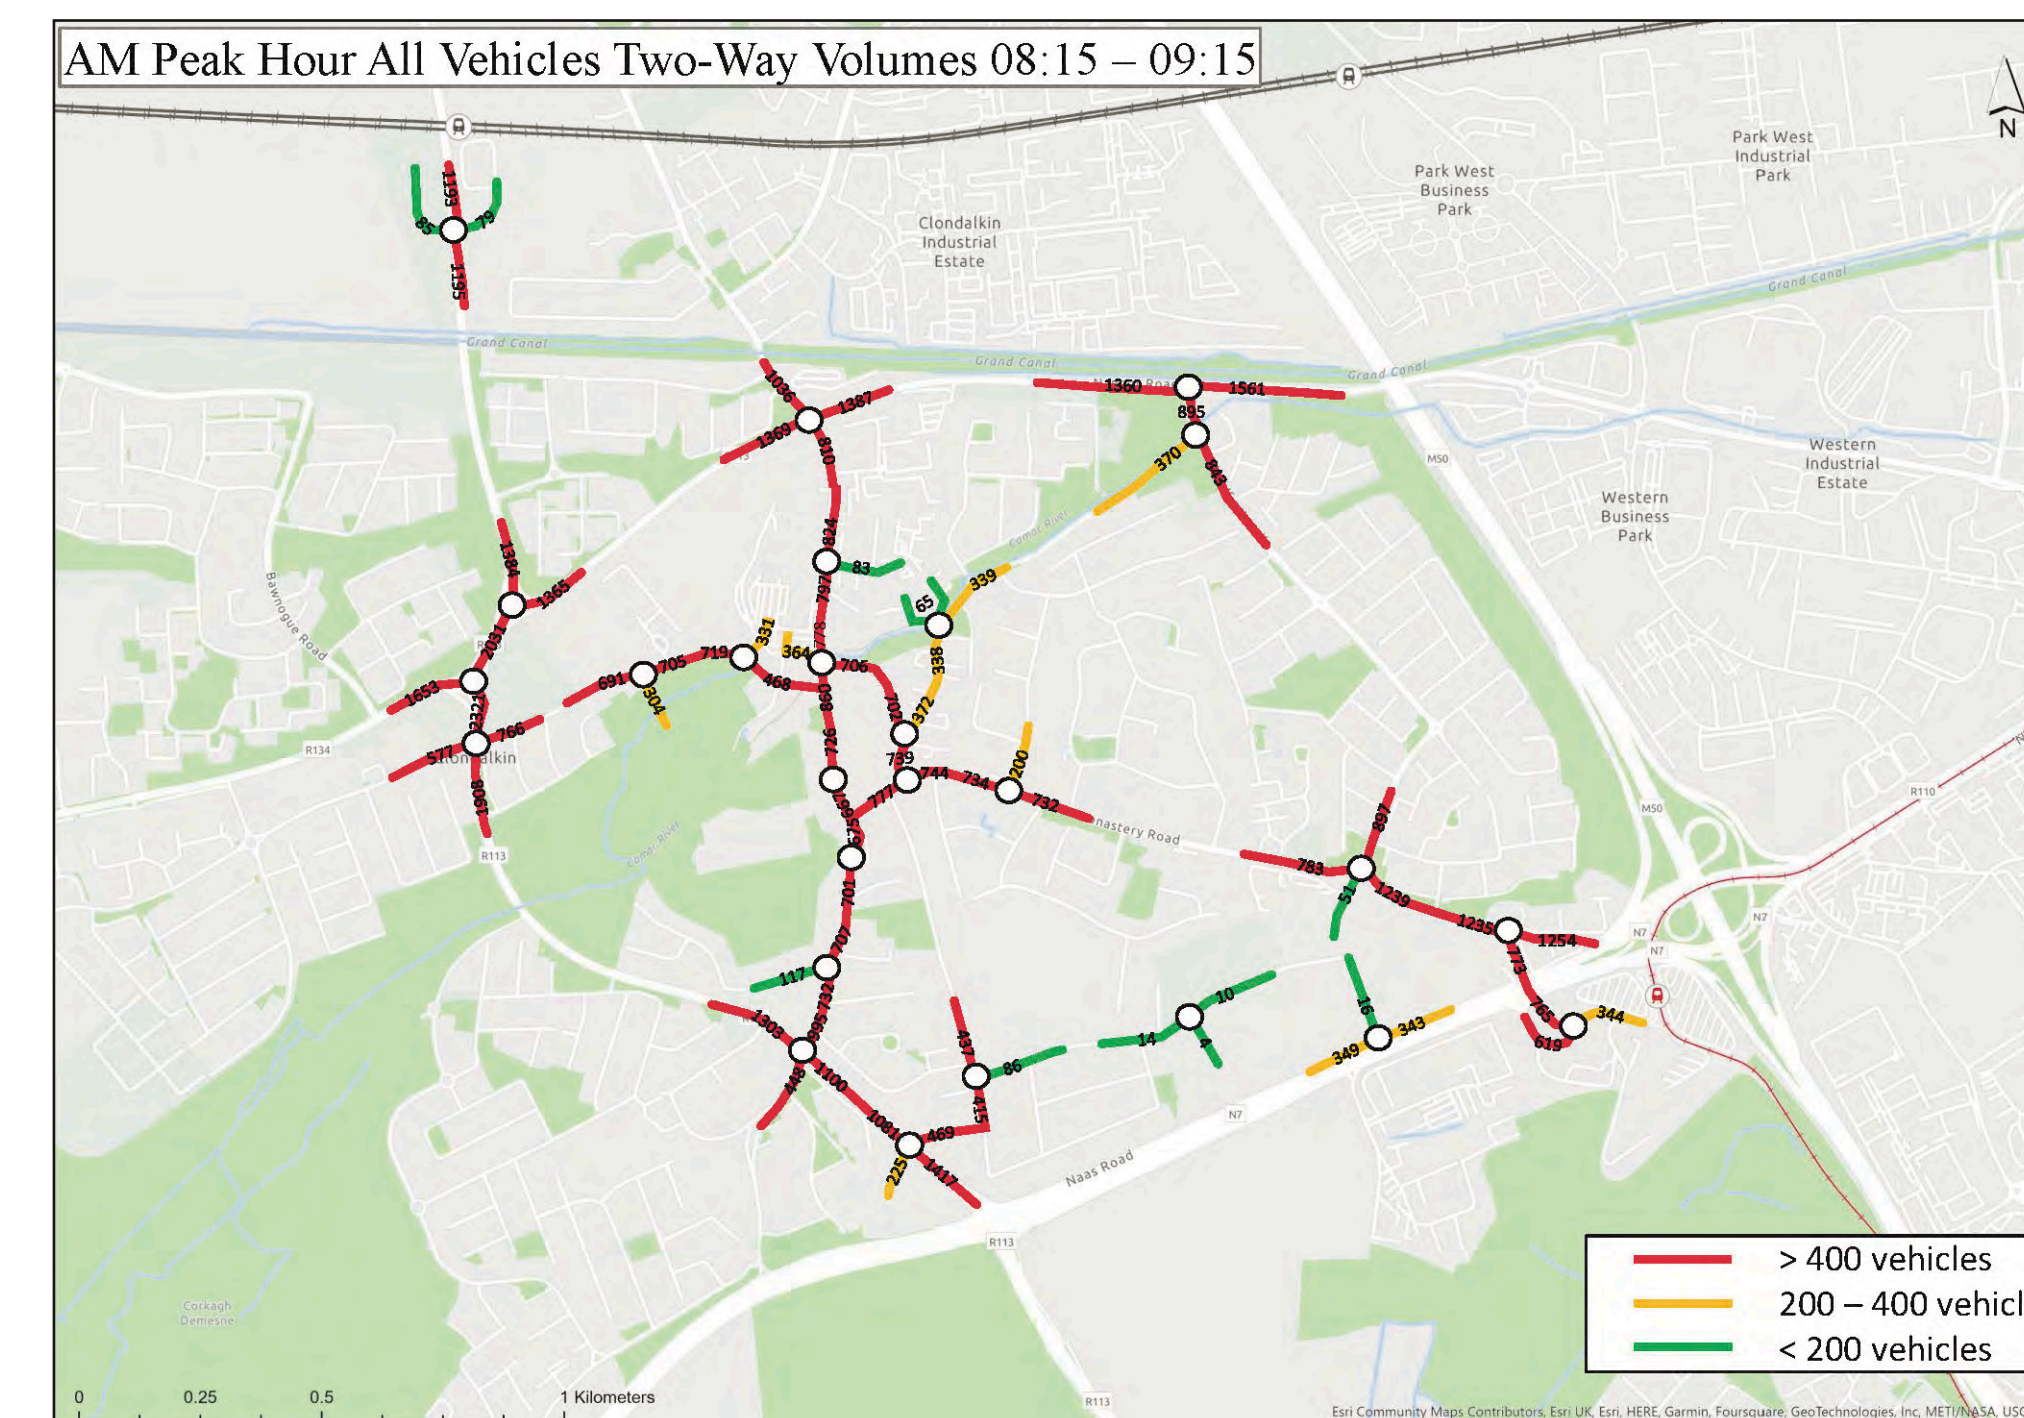 AM Peak Hour All Vehicles Two-Way Volumes 08:15 – 09:15
N
Park West
Industrial
Park
Park West
Business
Park
Clondalkin
Industrial
Estate
1193
85
79
1195
Grand Canal
Grand Canal
Grand Canal
Grand Canal
1036
1387
1369
810
1360
1561
895
370
843
M50
Western
Industrial
Estate
Western
Business
Park
Bawnogue Road
Camac River
1384
1365
824
83
797
65
339
338
2031
1653
331
364
778
706
719
705
691
304
468
860
702
372
766
577
R134
726
739
744
734
200
732
777
1908
R113
Camac River
nastery Road
701
707
117
732
995
1303
448
1100
1081
469
225
1417
437
415
86
14
10
4
16
349
343
783
897
51
1239
1235
1254
773
765
619
344
M50
R110
N7
N7
N7
N7
Naas Road
R113
R113
Corkagh
Demesne
> 400 vehicles
200 – 400 vehicl
< 200 vehicles
0
0.25
0.5
1 Kilometers
Esri Community Maps Contributors, Esri UK, Esri, HERE, Garmin, Foursquare, GeoTechnologies, Inc, METI/NASA, USG